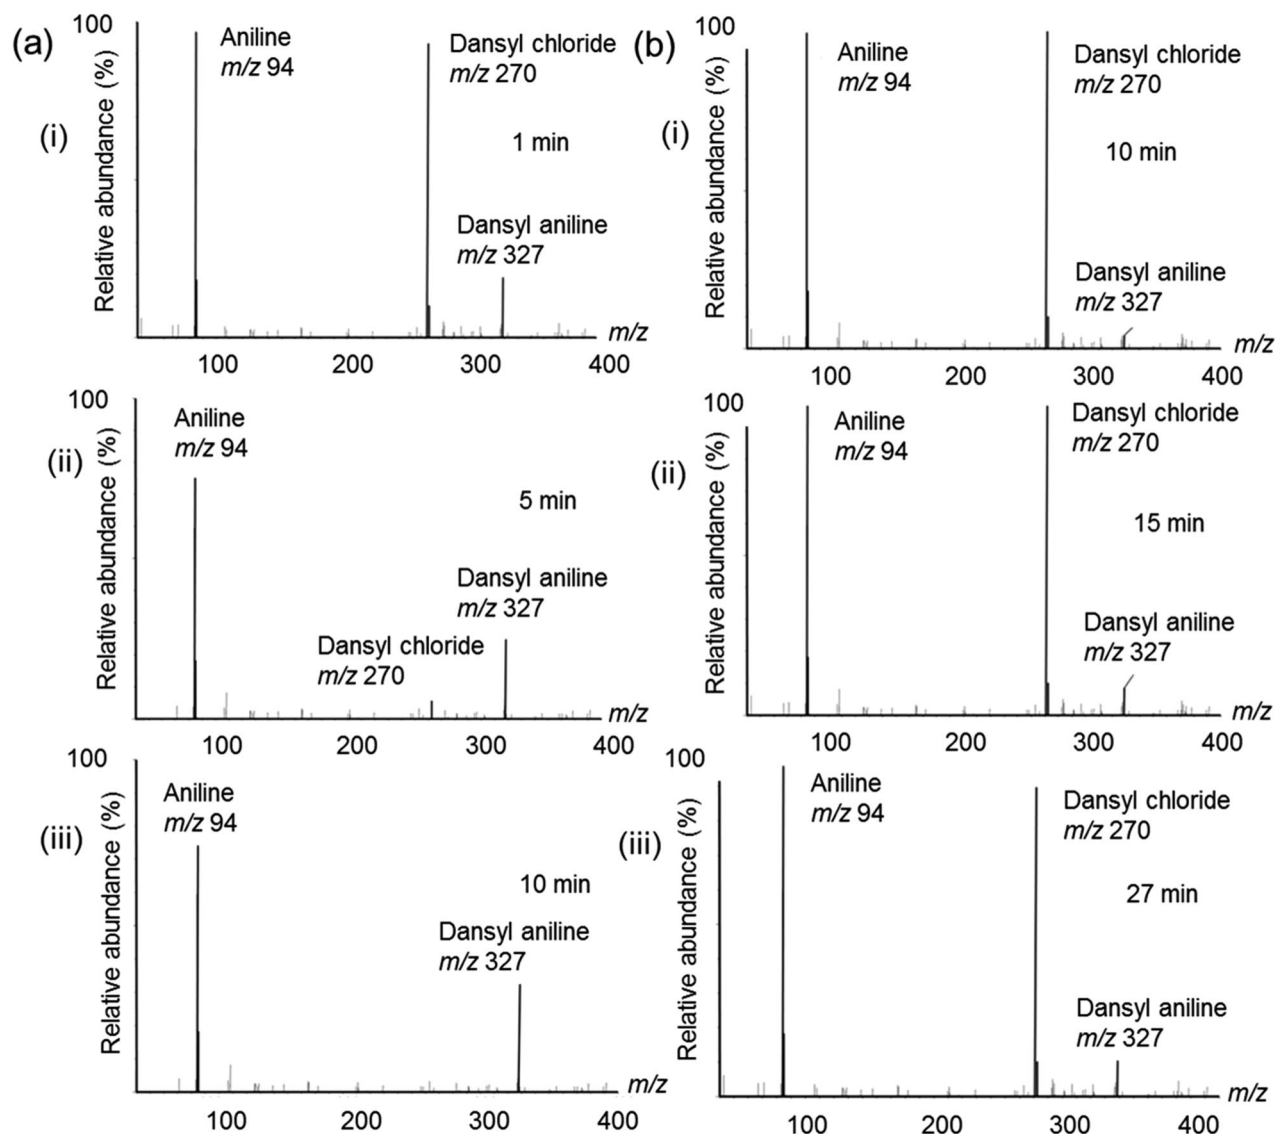 (a)
(i)
Relative abundance (%)
100
Aniline
m/z 94
Dansyl chloride
m/z 270
1 min
Dansyl aniline
m/z 327
m/z
100 200 300 400
(ii)
Relative abundance (%)
100
Aniline
m/z 94
5 min
Dansyl aniline
m/z 327
Dansyl chloride
m/z 270
m/z
100 200 300 400
(iii)
Relative abundance (%)
100
Aniline
m/z 94
10 min
Dansyl aniline
m/z 327
m/z
100 200 300 400
(b)
(i)
Relative abundance (%)
100
Aniline
m/z 94
Dansyl chloride
m/z 270
10 min
Dansyl aniline
m/z 327
m/z
100 200 300 400
(ii)
Relative abundance (%)
100
Aniline
m/z 94
Dansyl chloride
m/z 270
15 min
Dansyl aniline
m/z 327
m/z
100 200 300 400
(iii)
Relative abundance (%)
100
Aniline
m/z 94
Dansyl chloride
m/z 270
27 min
Dansyl aniline
m/z 327
m/z
100 200 300 400